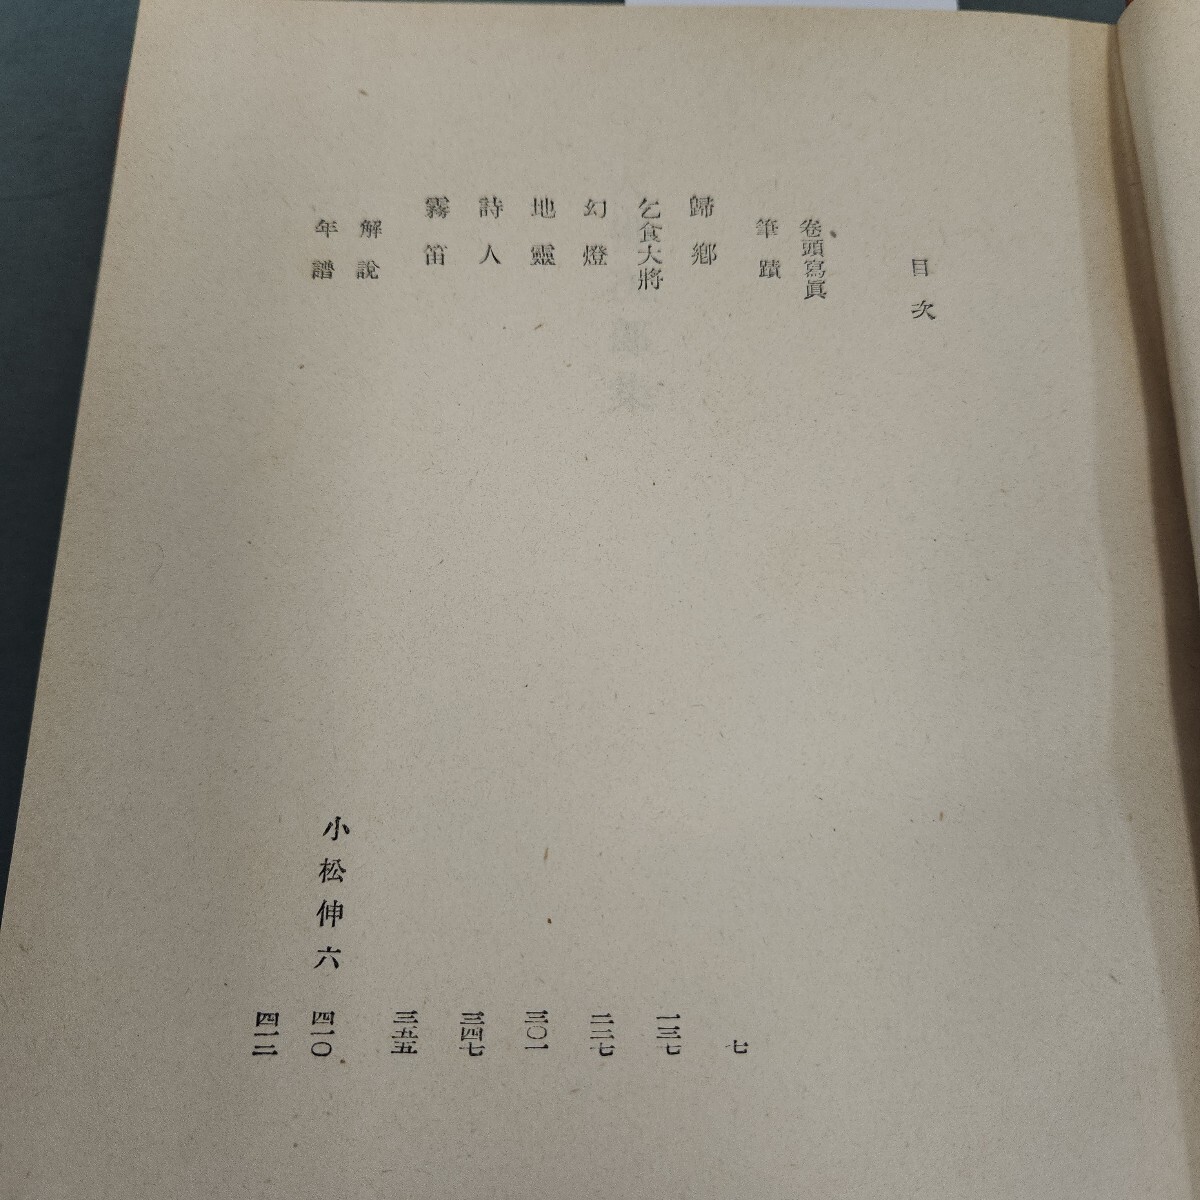 目次
卷頭寫眞
筆蹟
歸鄕 七
乞食大將 一三七
幻燈 二二七
地靈 三〇一
詩人 三四七
霧笛 三五五
解說 小松伸六 四一〇
年譜 四一二